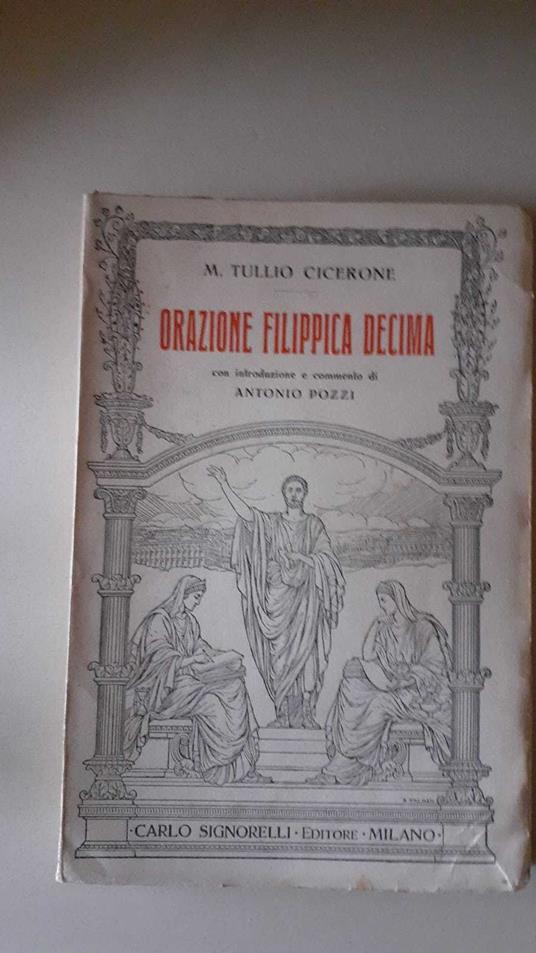 M. TULLIO CICERONE
ORAZIONE FILIPPICA DECIMA
con introduzione e commento di
ANTONIO POZZI
·CARLO SIGNORELLI · EDITORE · MILANO·